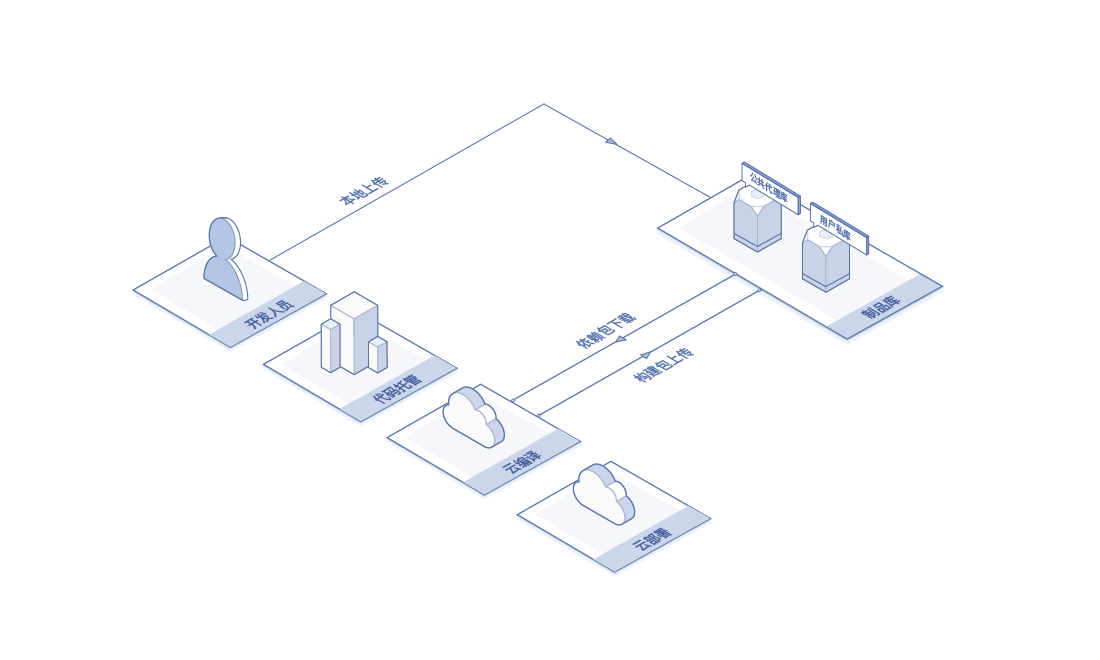 公共代理库
用户私库
本地上传
制品库
开发人员
依赖包下载
构建包上传
代码托管
云编译
云部署